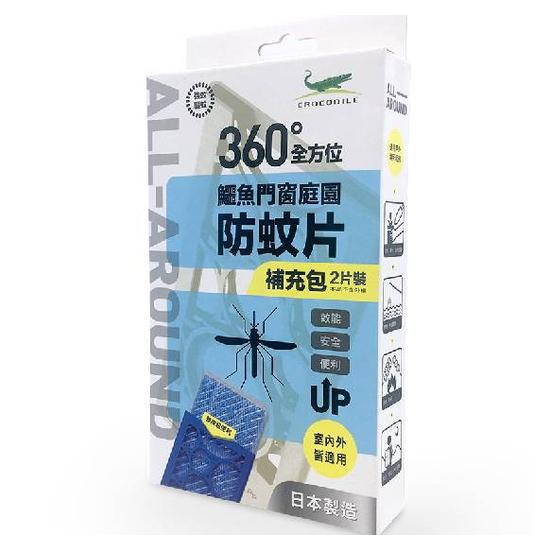 CROCODILE
360°全方位
鱷魚門窗庭園
防蚊片
補充包 2片裝
效能
安全
便利
UP
室內外
皆適用
日本製造
ALL-AROUND
ALL-
AROUND